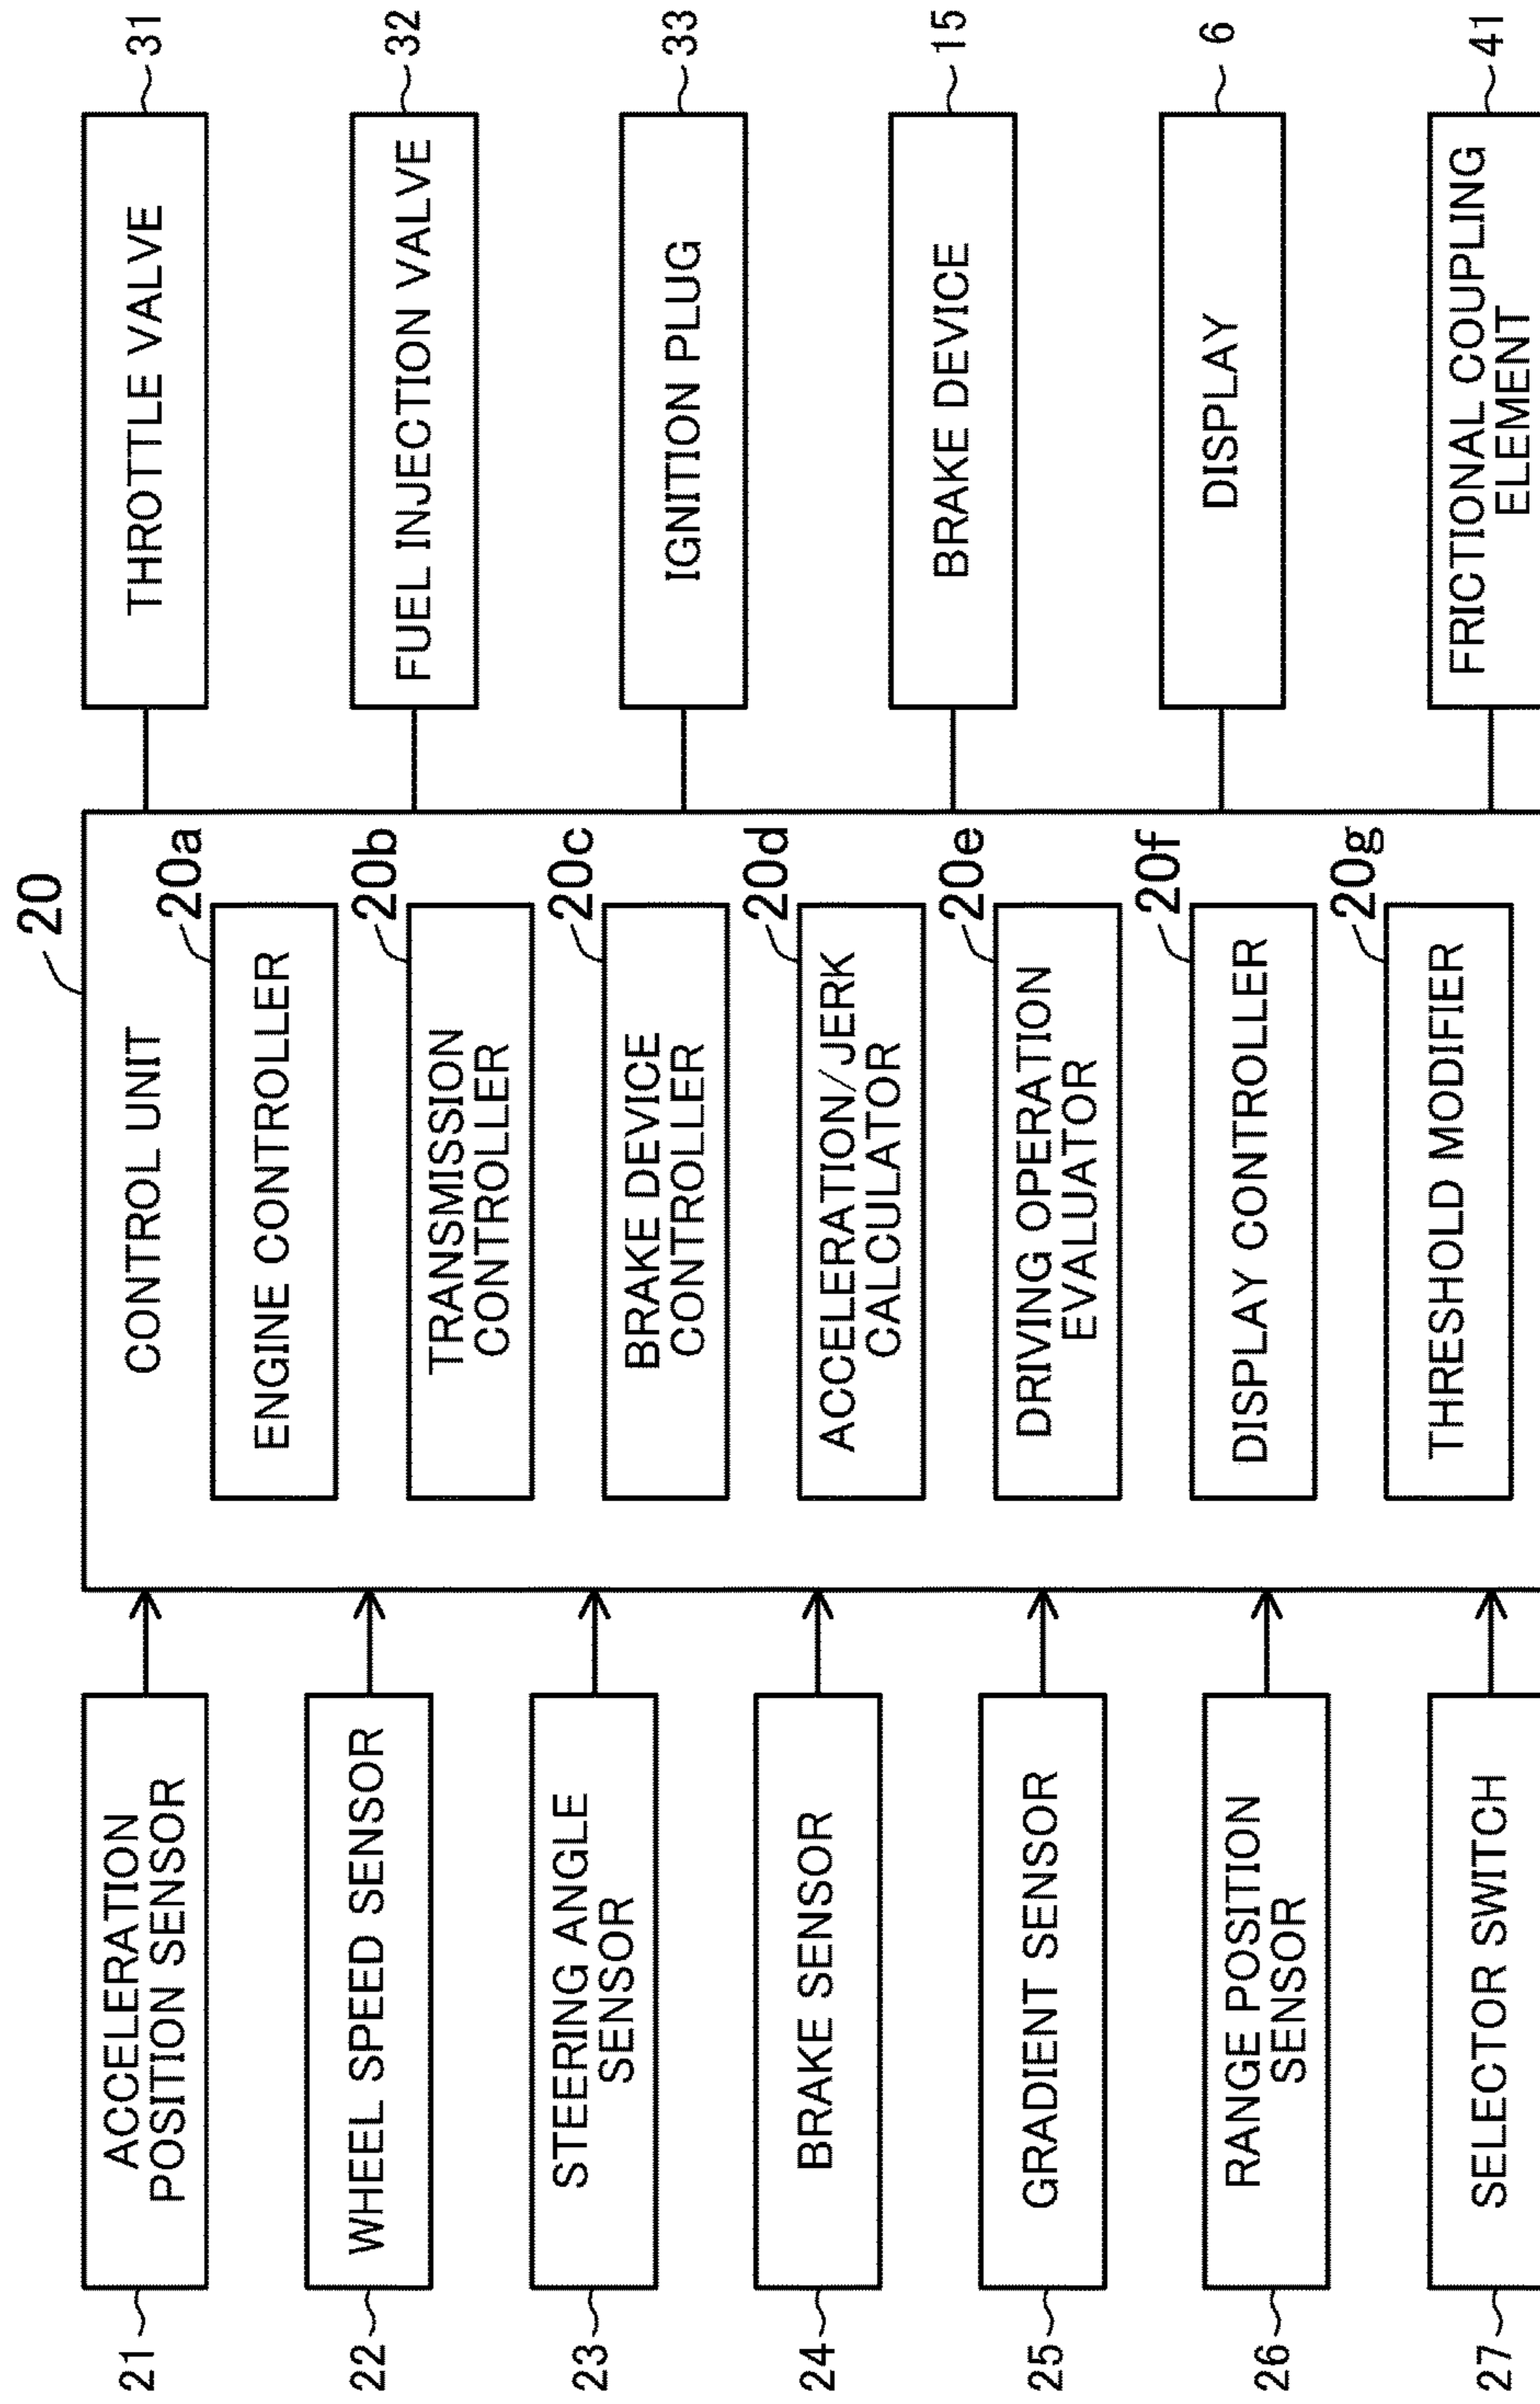 21
ACCELERATION
POSITION SENSOR
22
WHEEL SPEED SENSOR
23
STEERING ANGLE
SENSOR
24
BRAKE SENSOR
25
GRADIENT SENSOR
26
RANGE POSITION
SENSOR
27
SELECTOR SWITCH
20
CONTROL UNIT
20a
ENGINE CONTROLLER
20b
TRANSMISSION
CONTROLLER
20c
BRAKE DEVICE
CONTROLLER
20d
ACCELERATION/JERK
CALCULATOR
20e
DRIVING OPERATION
EVALUATOR
20f
DISPLAY CONTROLLER
20g
THRESHOLD MODIFIER
THROTTLE VALVE
31
FUEL INJECTION VALVE
32
IGNITION PLUG
33
BRAKE DEVICE
15
DISPLAY
6
FRICTIONAL COUPLING
ELEMENT
41